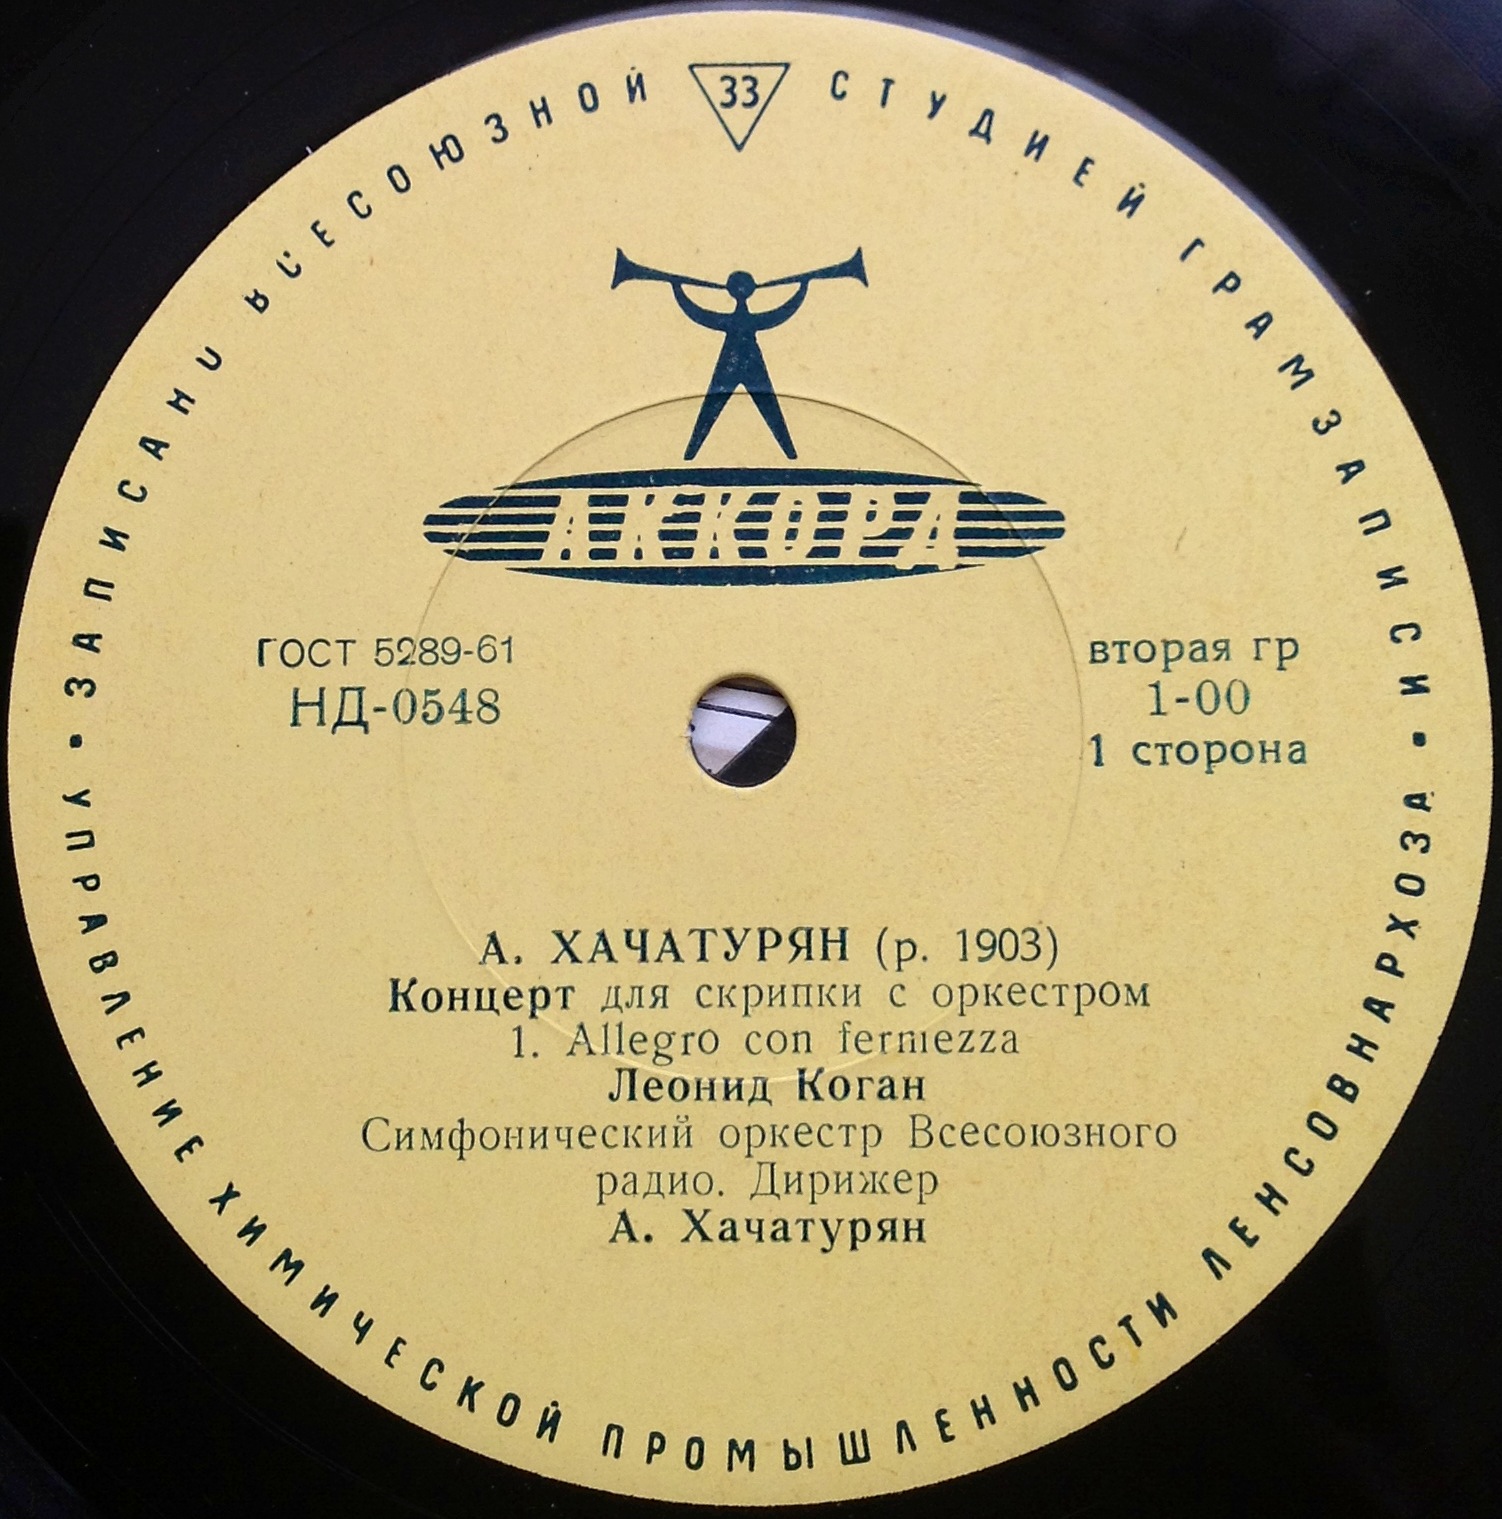 ЗАПИСАНО ВСЕСОЮЗНОЙ СТУДИЕЙ ГРАМЗАПИСИ
33
АККОРД
ГОСТ 5289-61
НД-0548
вторая гр
1-00
1 сторона
А. ХАЧАТУРЯН (р. 1903)
Концерт для скрипки с оркестром
1. Allegro con fermezza
Леонид Коган
Симфонический оркестр Всесоюзного
радио. Дирижер
А. Хачатурян
• УПРАВЛЕНИЕ ХИМИЧЕСКОЙ ПРОМЫШЛЕННОСТИ ЛЕНСОВНАРХОЗА •